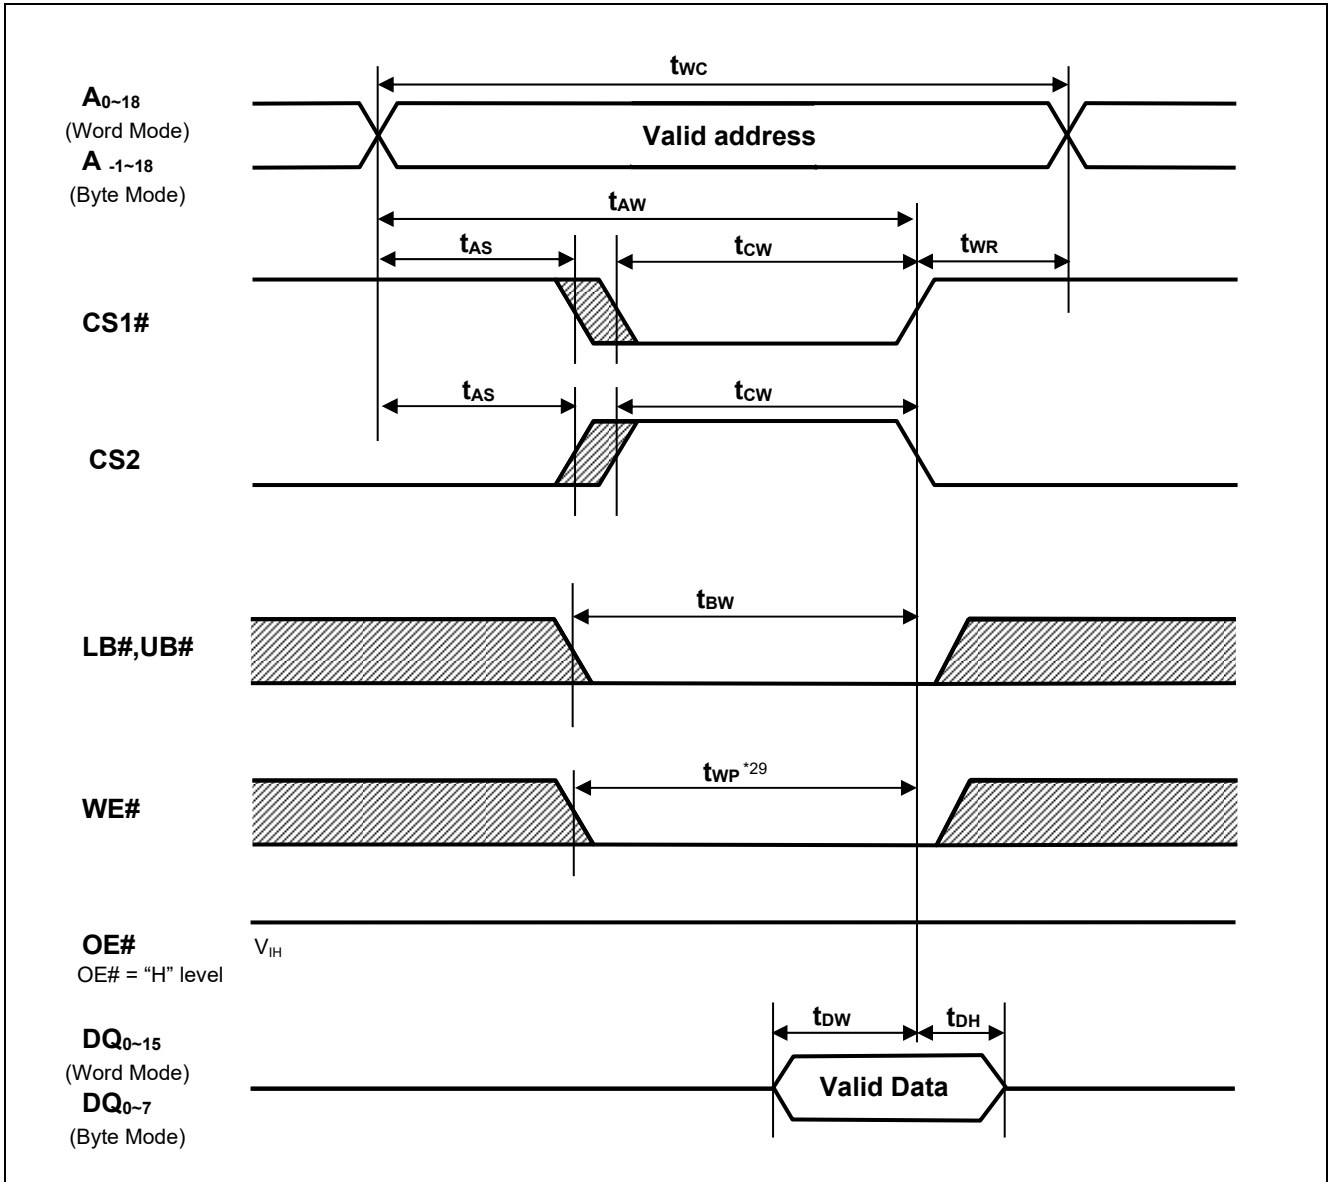 tWC
A0~18
(Word Mode)
Valid address
A -1~18
(Byte Mode)
tAW
tAS
tCW
tWR
CS1#
tAS
tCW
CS2
tBW
LB#,UB#
tWP *29
WE#
OE#
VIH
OE# = “H” level
tDW
tDH
DQ0~15
(Word Mode)
Valid Data
DQ0~7
(Byte Mode)